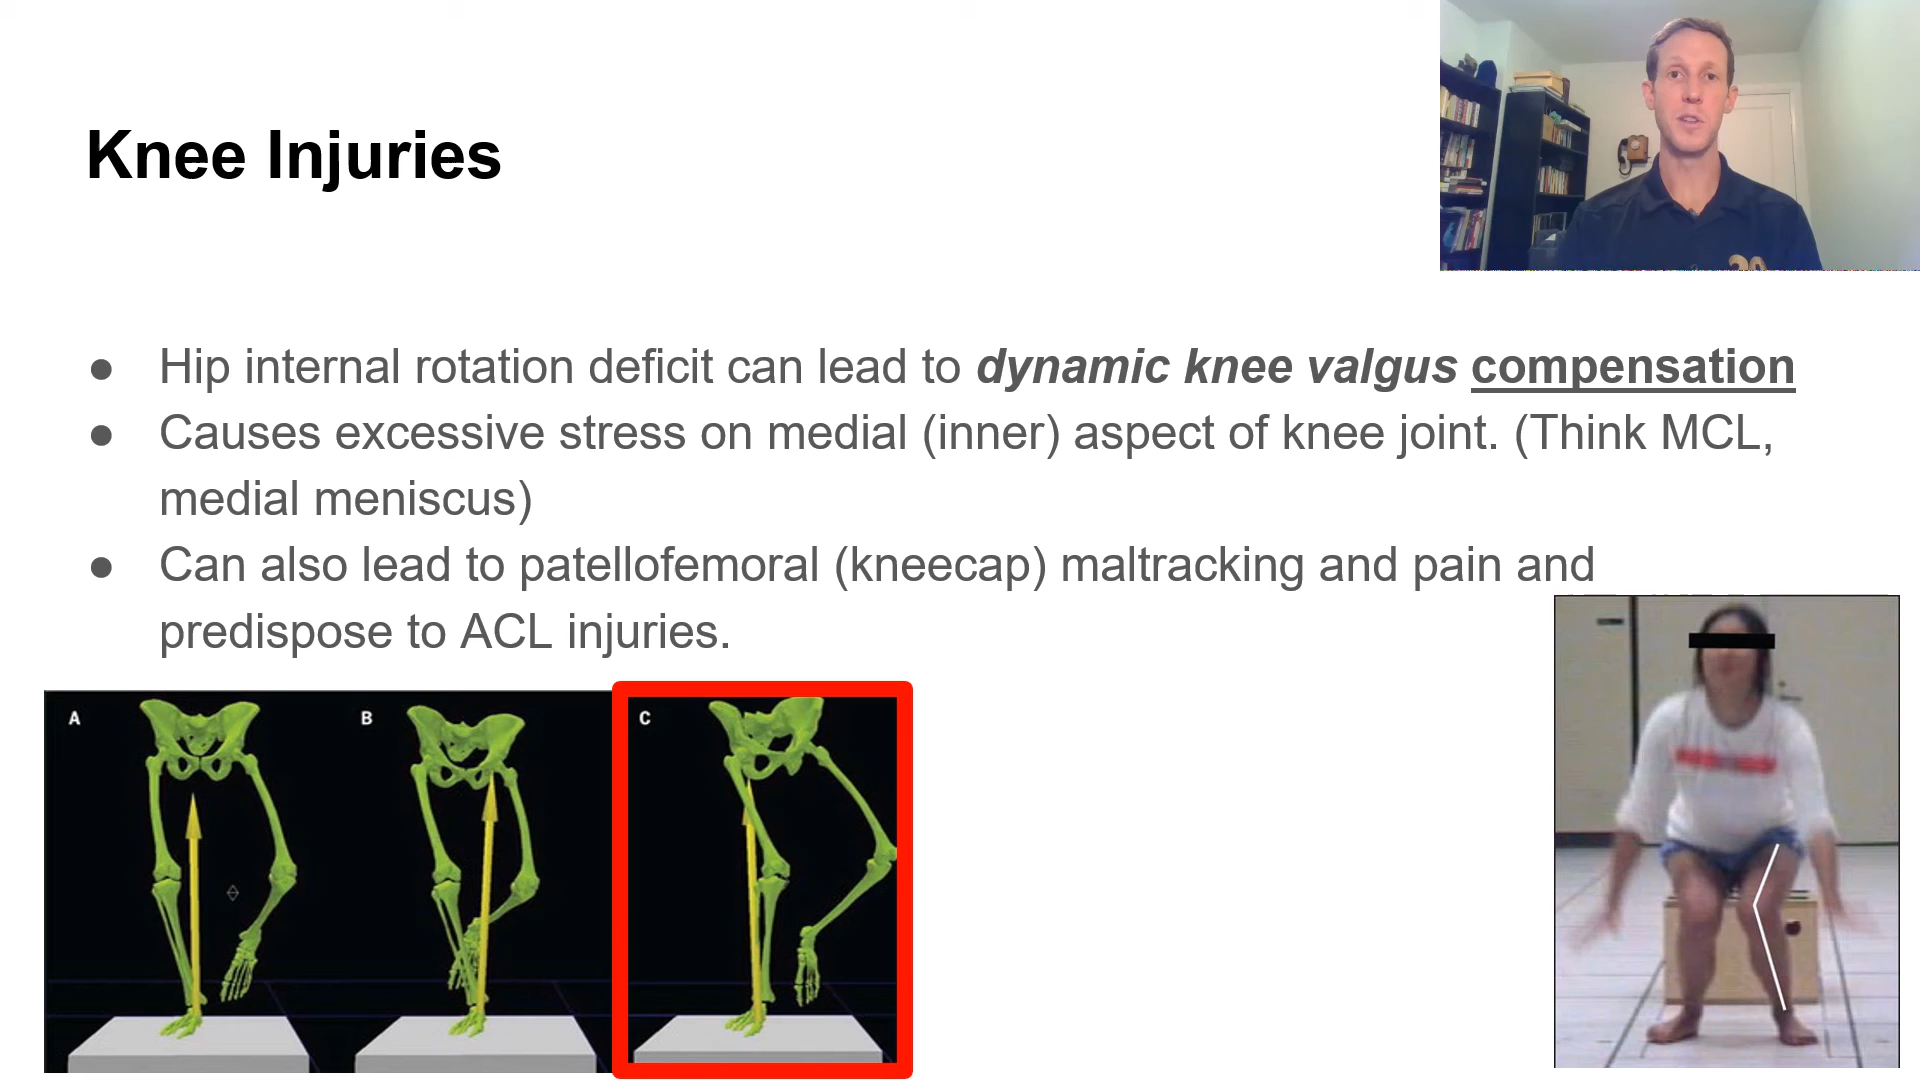 Knee Injuries
● Hip internal rotation deficit can lead to dynamic knee valgus compensation
● Causes excessive stress on medial (inner) aspect of knee joint. (Think MCL,
medial meniscus)
● Can also lead to patellofemoral (kneecap) maltracking and pain and
predispose to ACL injuries.
A B C